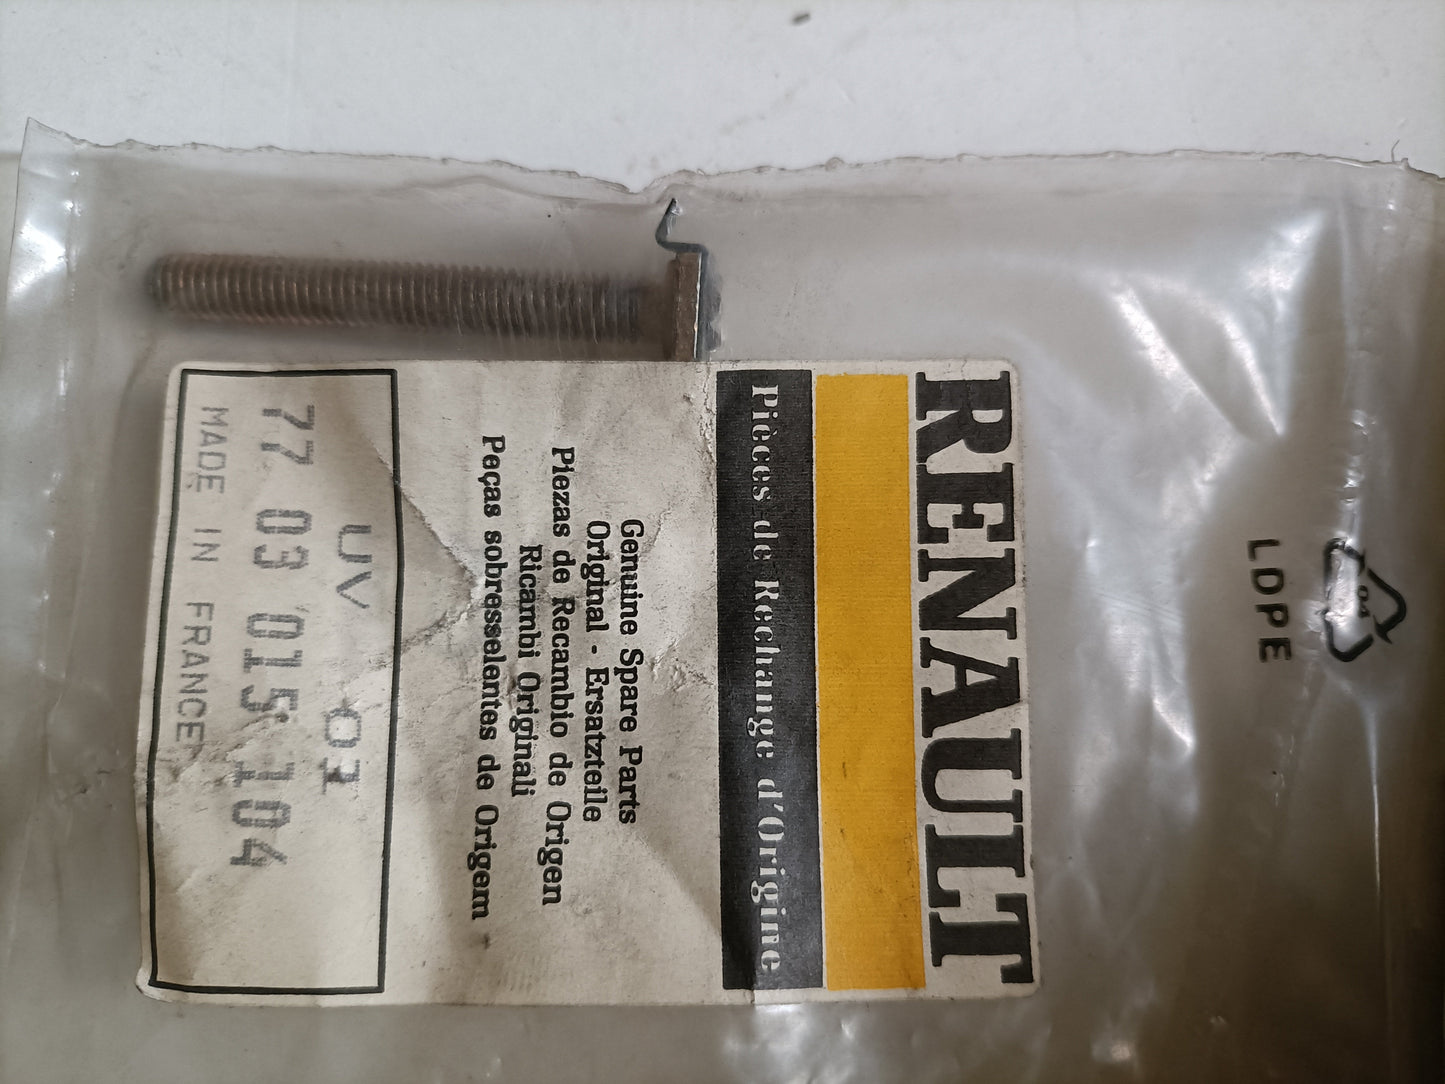 RENAULT
Pièces de Rechange d'Origine
Genuine Spare Parts
Original - Ersatzteile
Piezas de Recambio de Origen
Ricambi Originali
Peças sobresselentes de Origem
UV 01
77 03 015 104
MADE IN FRANCE
04
LDPE